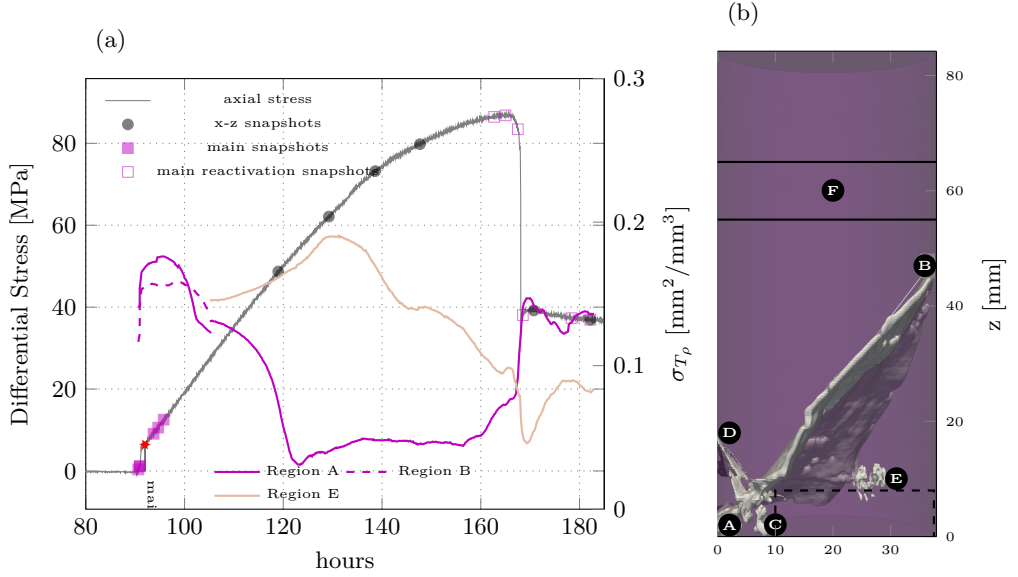 (a)
(b)
axial stress
x-z snapshots
main snapshots
main reactivation snapshots
Region A
Region B
Region E
mai
Differential Stress [MPa]
0
20
40
60
80
80
100
120
140
160
180
hours
0
0.1
0.2
0.3
σTρ [mm²/mm³]
F
B
D
E
A
C
0
10
20
30
0
20
40
60
80
z [mm]